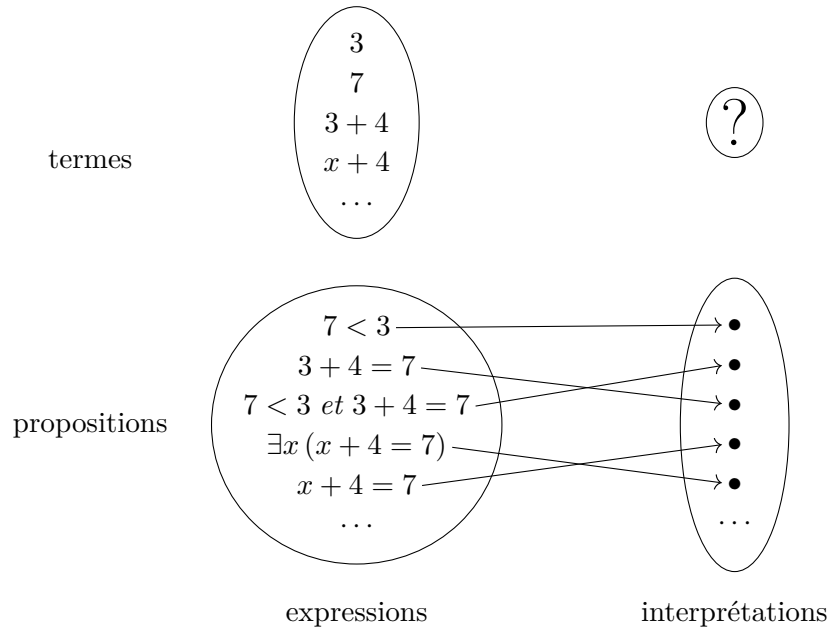 3
7
3 + 4
x + 4
...
?
termes
7 < 3
3 + 4 = 7
7 < 3 et 3 + 4 = 7
∃x (x + 4 = 7)
x + 4 = 7
...
...
propositions
expressions
interprétations